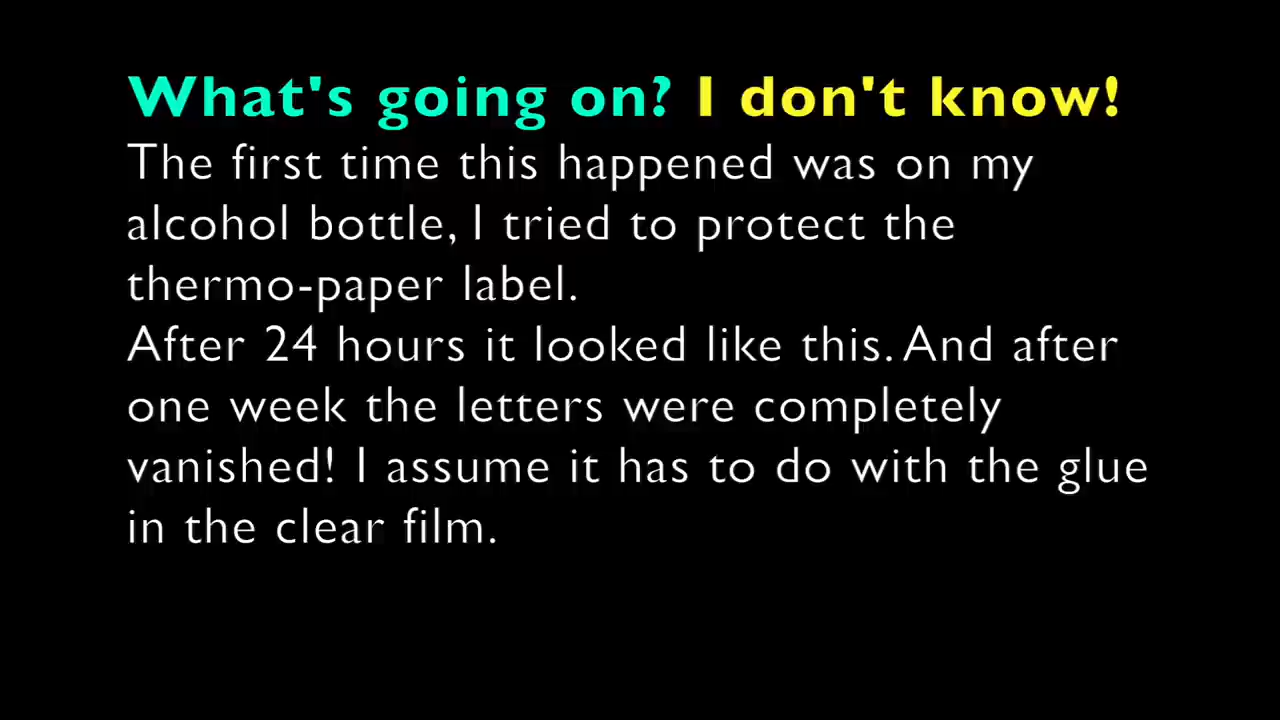 What's going on? I don't know!
The first time this happened was on my
alcohol bottle, I tried to protect the
thermo-paper label.
After 24 hours it looked like this. And after
one week the letters were completely
vanished! I assume it has to do with the glue
in the clear film.